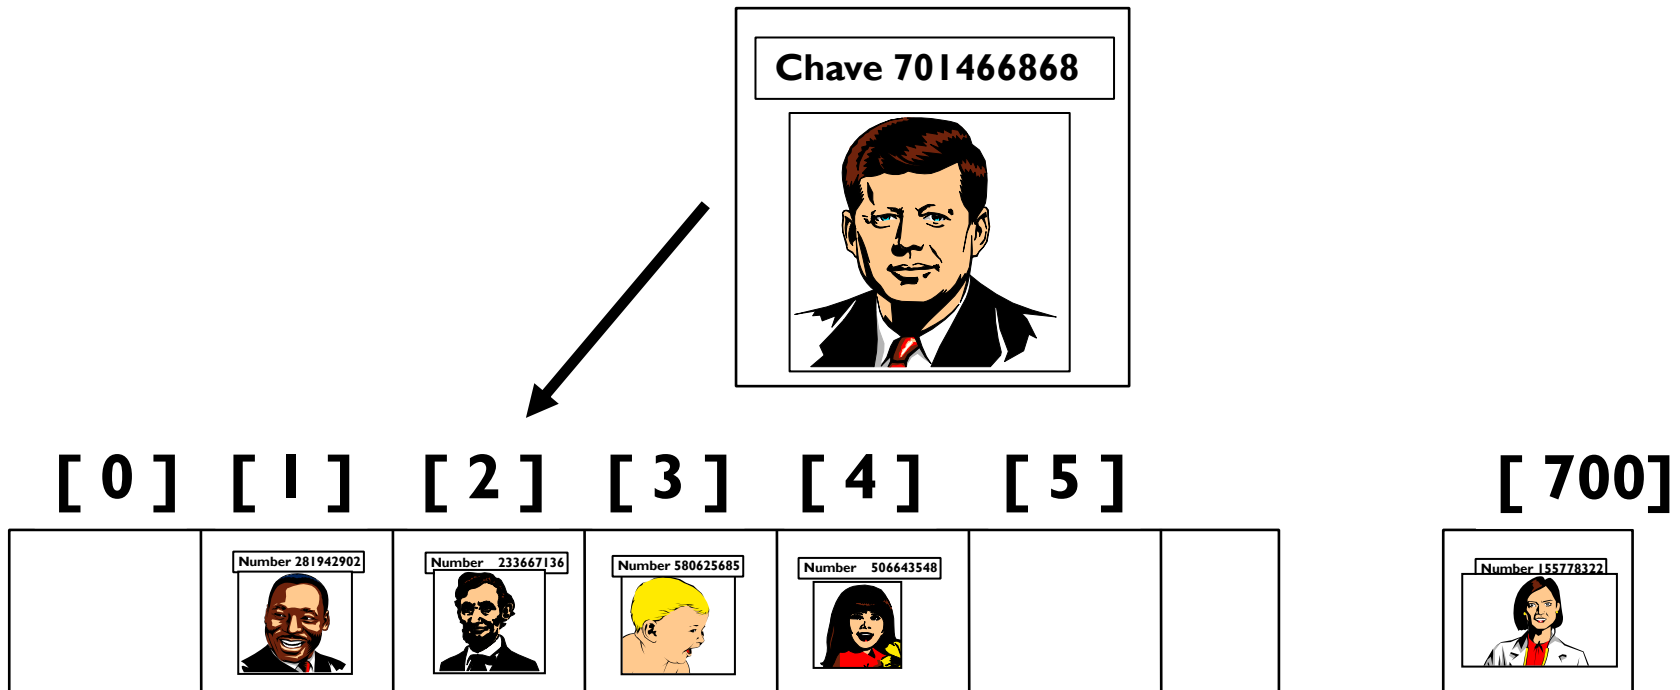 Chave 701466868
[ 0 ] [ 1 ] [ 2 ] [ 3 ] [ 4 ] [ 5 ] [ 700]
Number 281942902
Number 233667136
Number 580625685
Number 506643548
Number 155778322